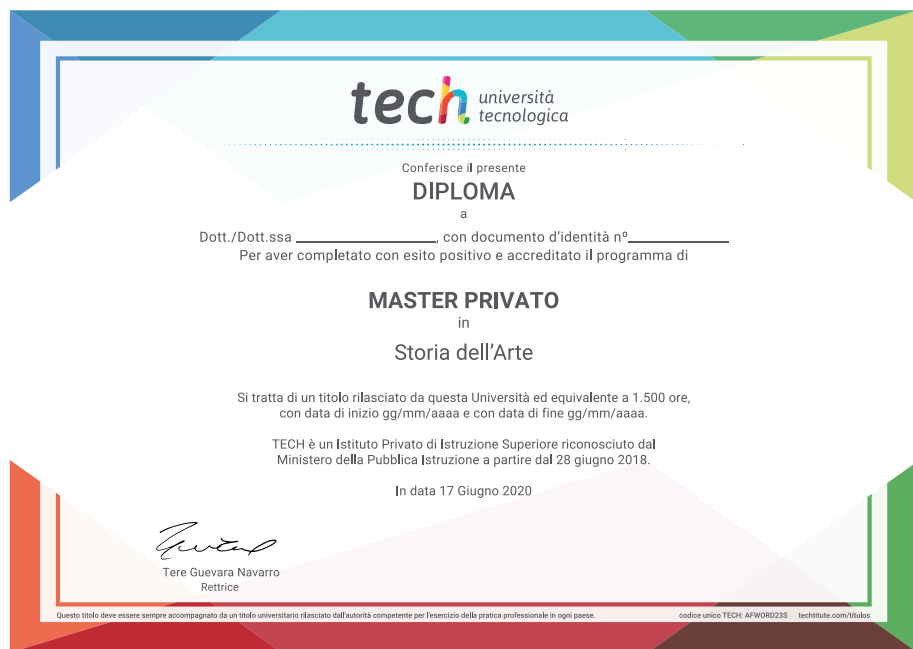 tech università
tecnologica
Conferisce il presente
DIPLOMA
a
Dott./Dott.ssa ________________, con documento d'identità nº____________
Per aver completato con esito positivo e accreditato il programma di
MASTER PRIVATO
in
Storia dell'Arte
Si tratta di un titolo rilasciato da questa Università ed equivalente a 1.500 ore,
con data di inizio gg/mm/aaaa e con data di fine gg/mm/aaaa.
TECH è un Istituto Privato di Istruzione Superiore riconosciuto dal
Ministero della Pubblica Istruzione a partire dal 28 giugno 2018.
In data 17 Giugno 2020
Tere Guevara Navarro
Rettrice
Questo titolo deve essere sempre accompagnato da un titolo universitario rilasciato dall'autorità competente per l'esercizio della pratica professionale in ogni paese. codice unico TECH: AFWORD23S techtitute.com/titulos